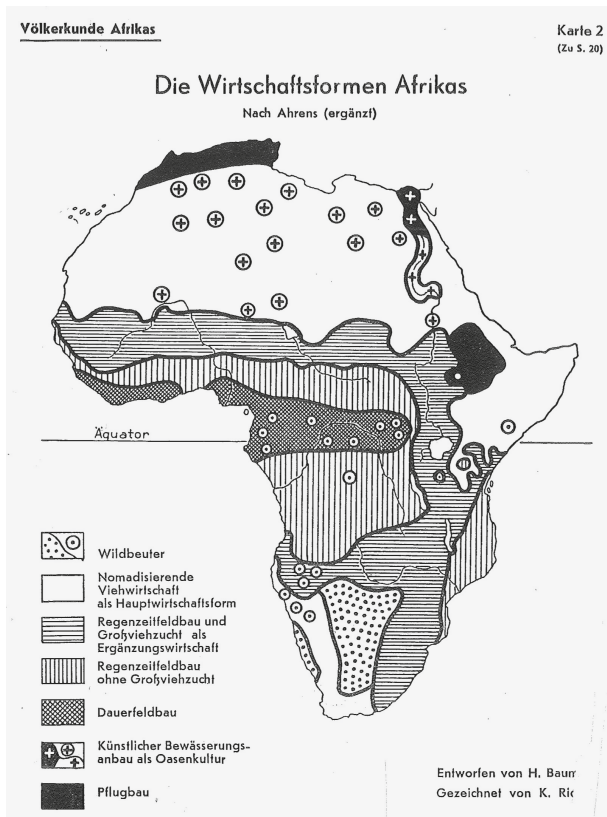 Völkerkunde Afrikas
Karte 2
(Zu S. 20)
Die Wirtschaftsformen Afrikas
Nach Ahrens (ergänzt)
Äquator
Wildbeuter
Nomadisierende
Viehwirtschaft
als Hauptwirtschaftsform
Regenzeitfeldbau und
Großviehzucht als
Ergänzungswirtschaft
Regenzeitfeldbau
ohne Großviehzucht
Dauerfeldbau
Künstlicher Bewässerungs-
anbau als Oasenkultur
Pflugbau
Entworfen von H. Baum
Gezeichnet von K.